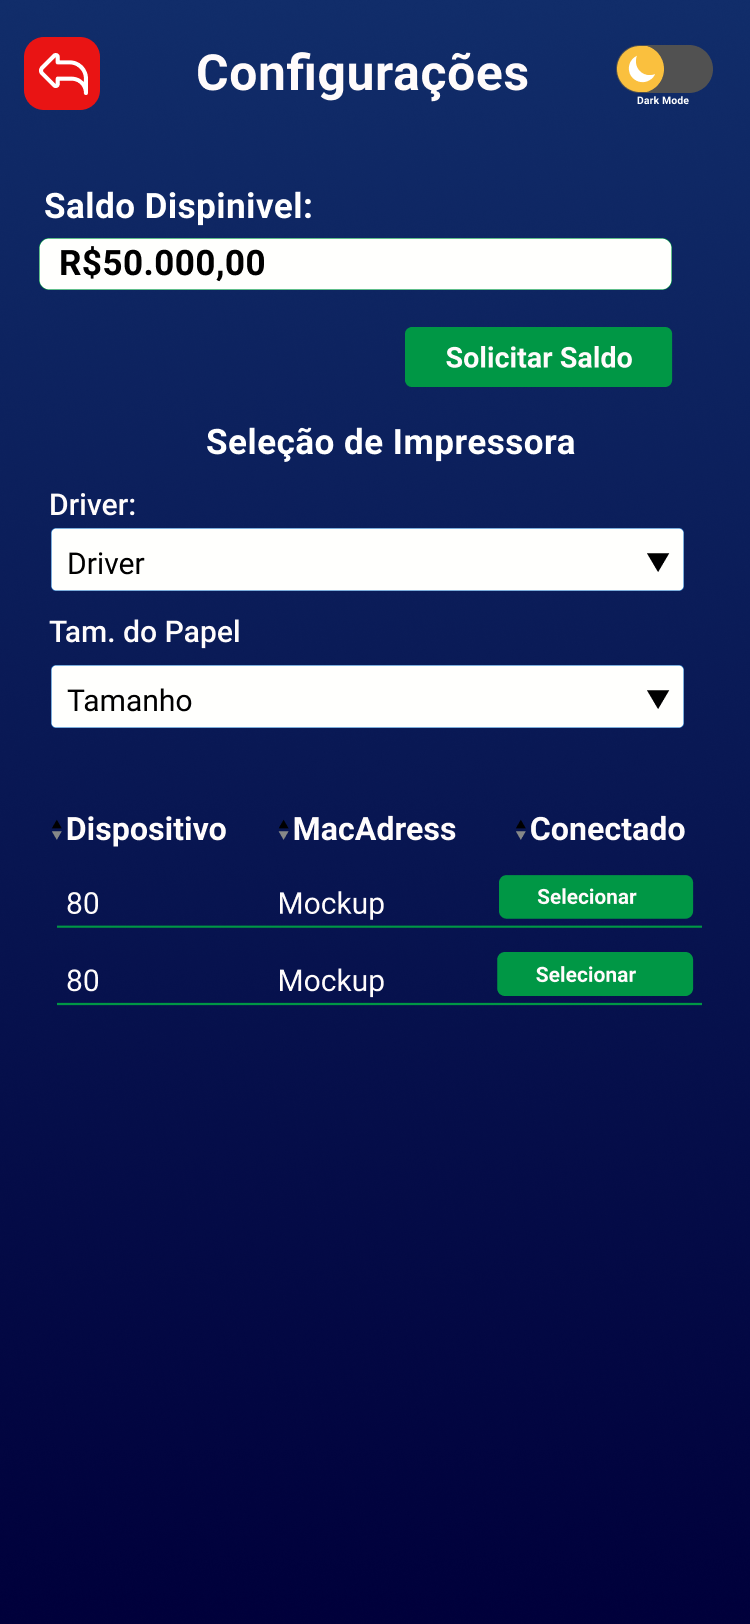 Configurações
Dark Mode
Saldo Dispinivel:
R$50.000,00
Solicitar Saldo
Seleção de Impressora
Driver:
Driver
Tam. do Papel
Tamanho
Dispositivo MacAdress Conectado
80 Mockup Selecionar
80 Mockup Selecionar